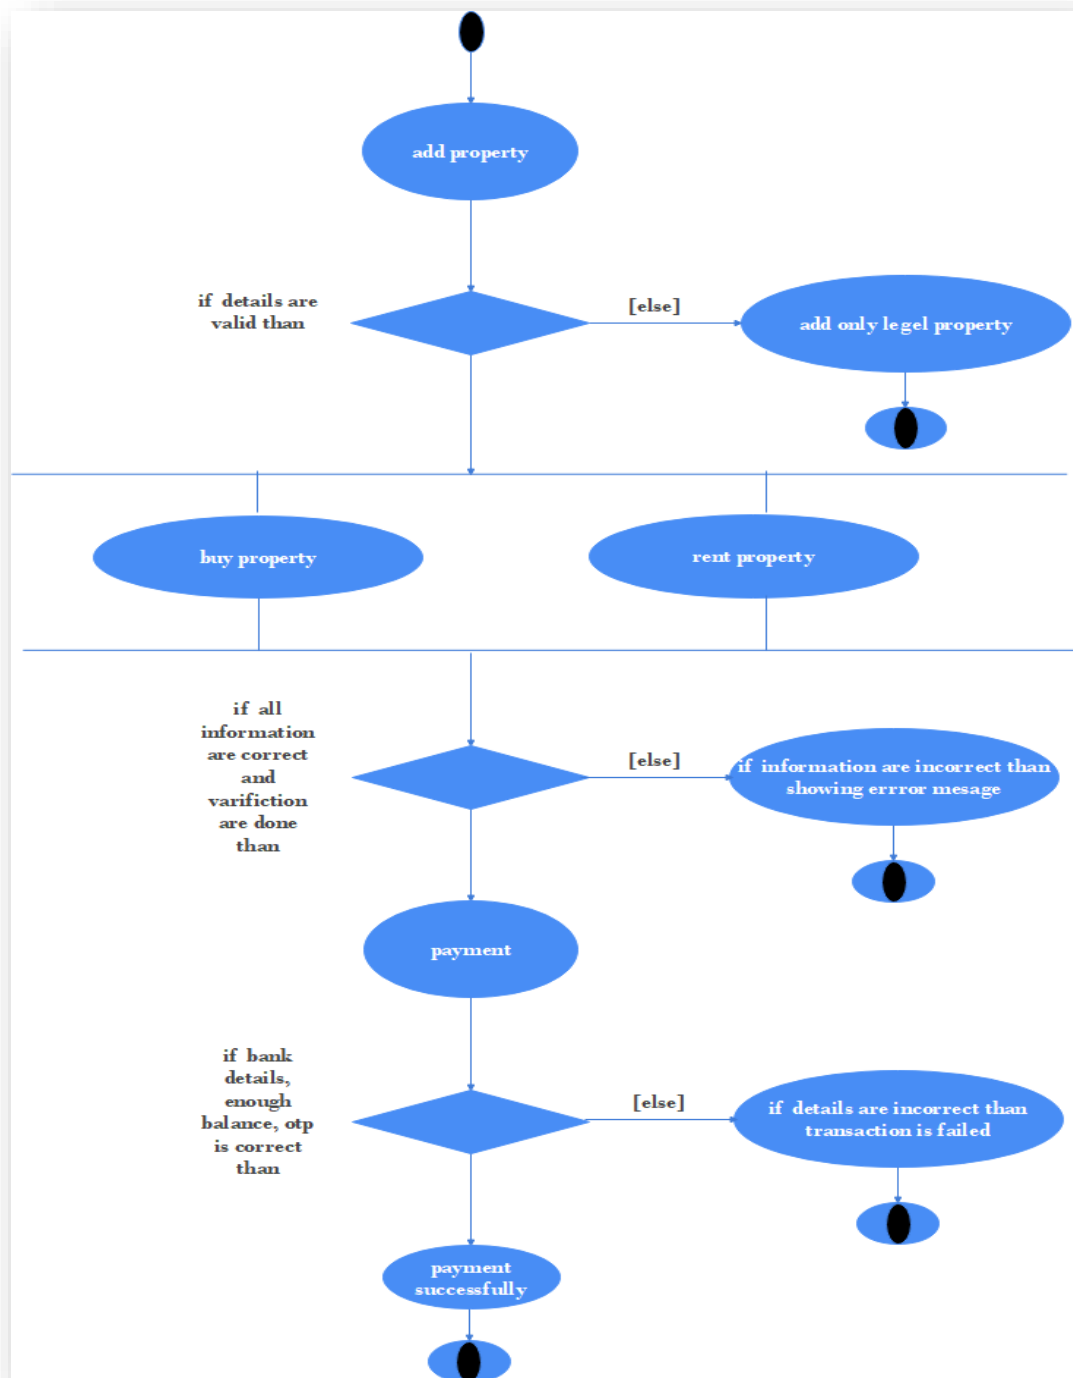 add property
if details are
valid than
[else]
add only legel property
buy property
rent property
if all
information
are correct
and
varifiction
are done
than
[else]
if information are incorrect than
showing errror mesage
payment
if bank
details,
enough
balance, otp
is correct
than
[else]
if details are incorrect than
transaction is failed
payment
successfully